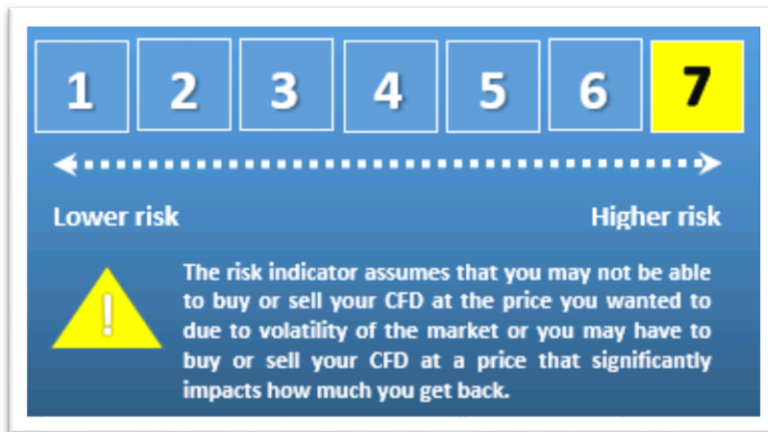 1 2 3 4 5 6 7
Lower risk Higher risk
!
The risk indicator assumes that you may not be able
to buy or sell your CFD at the price you wanted to
due to volatility of the market or you may have to
buy or sell your CFD at a price that significantly
impacts how much you get back.